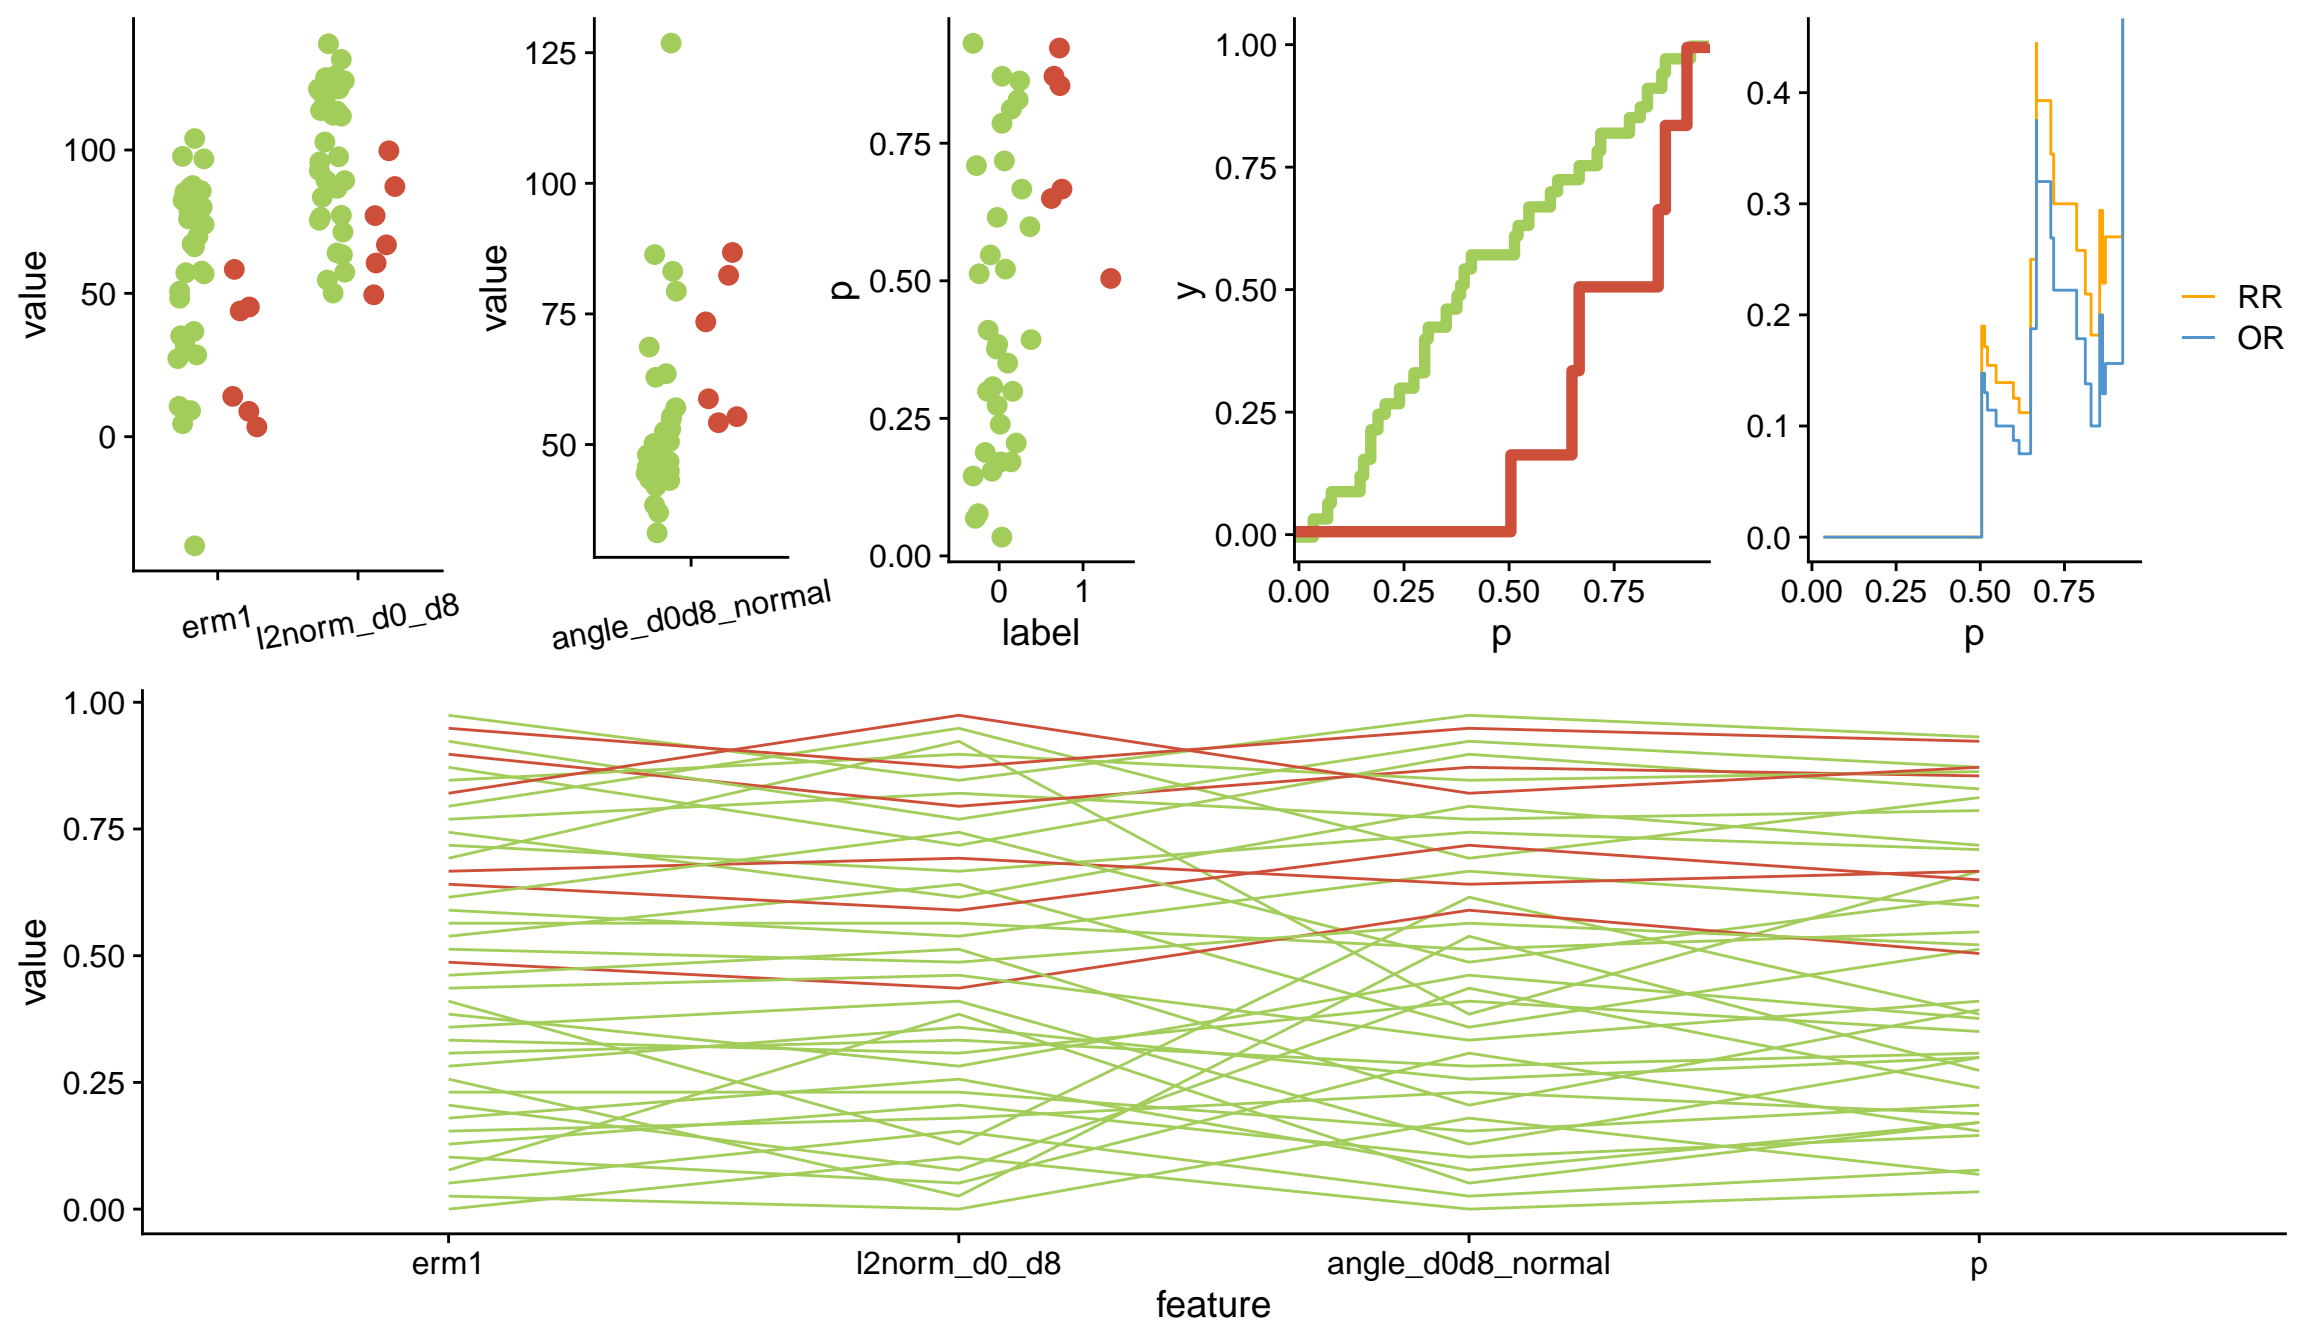 value
100
50
0
erm1
l2norm_d0_d8
value
125
100
75
50
angle_d0d8_normal
p
0.75
0.50
0.25
0.00
0 1
label
y
1.00
0.75
0.50
0.25
0.00
0.00 0.25 0.50 0.75
p
0.4
0.3
0.2
0.1
0.0
0.00 0.25 0.50 0.75
p
RR
OR
value
1.00
0.75
0.50
0.25
0.00
erm1 l2norm_d0_d8 angle_d0d8_normal p
feature